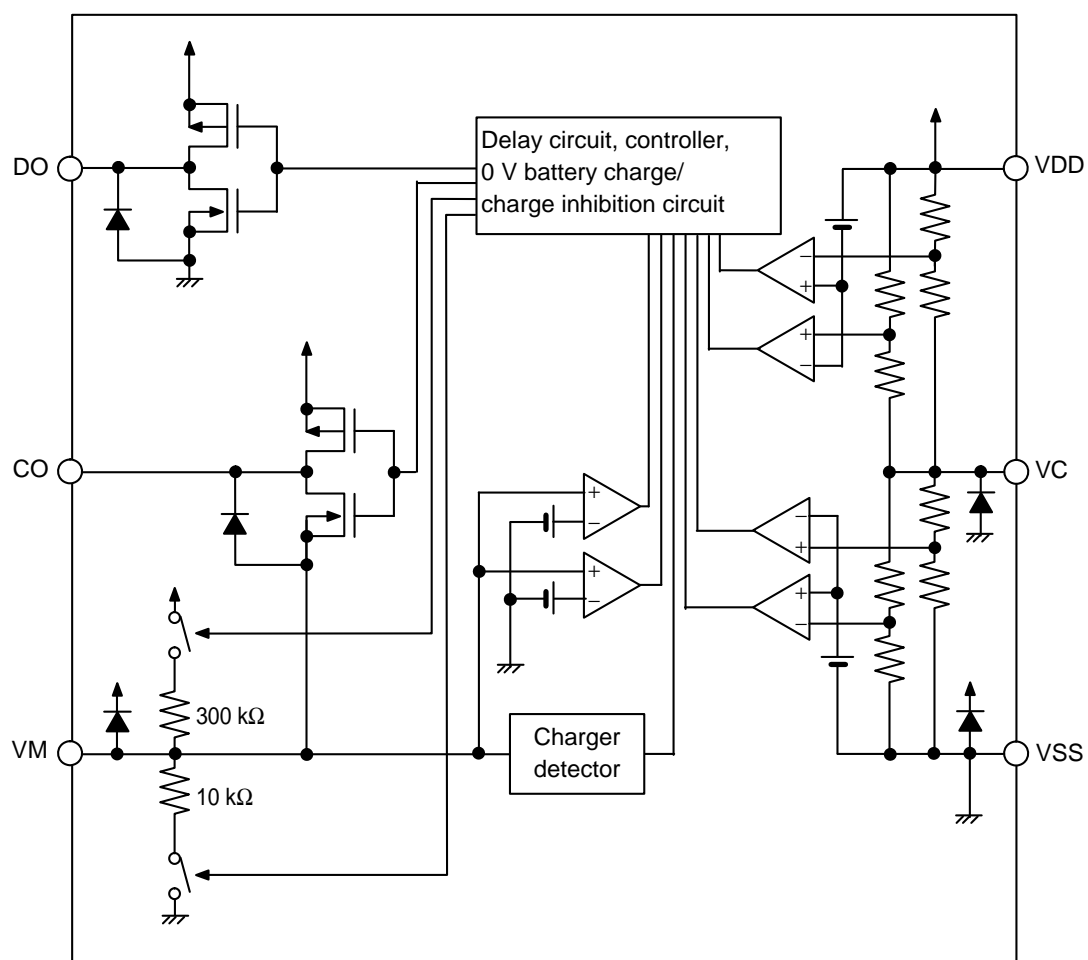 Delay circuit, controller,
0 V battery charge/
charge inhibition circuit
DO
VDD
−
+
+
−
CO
VC
+
−
−
+
+
−
+
−
300 kΩ
VM
Charger
detector
VSS
10 kΩ